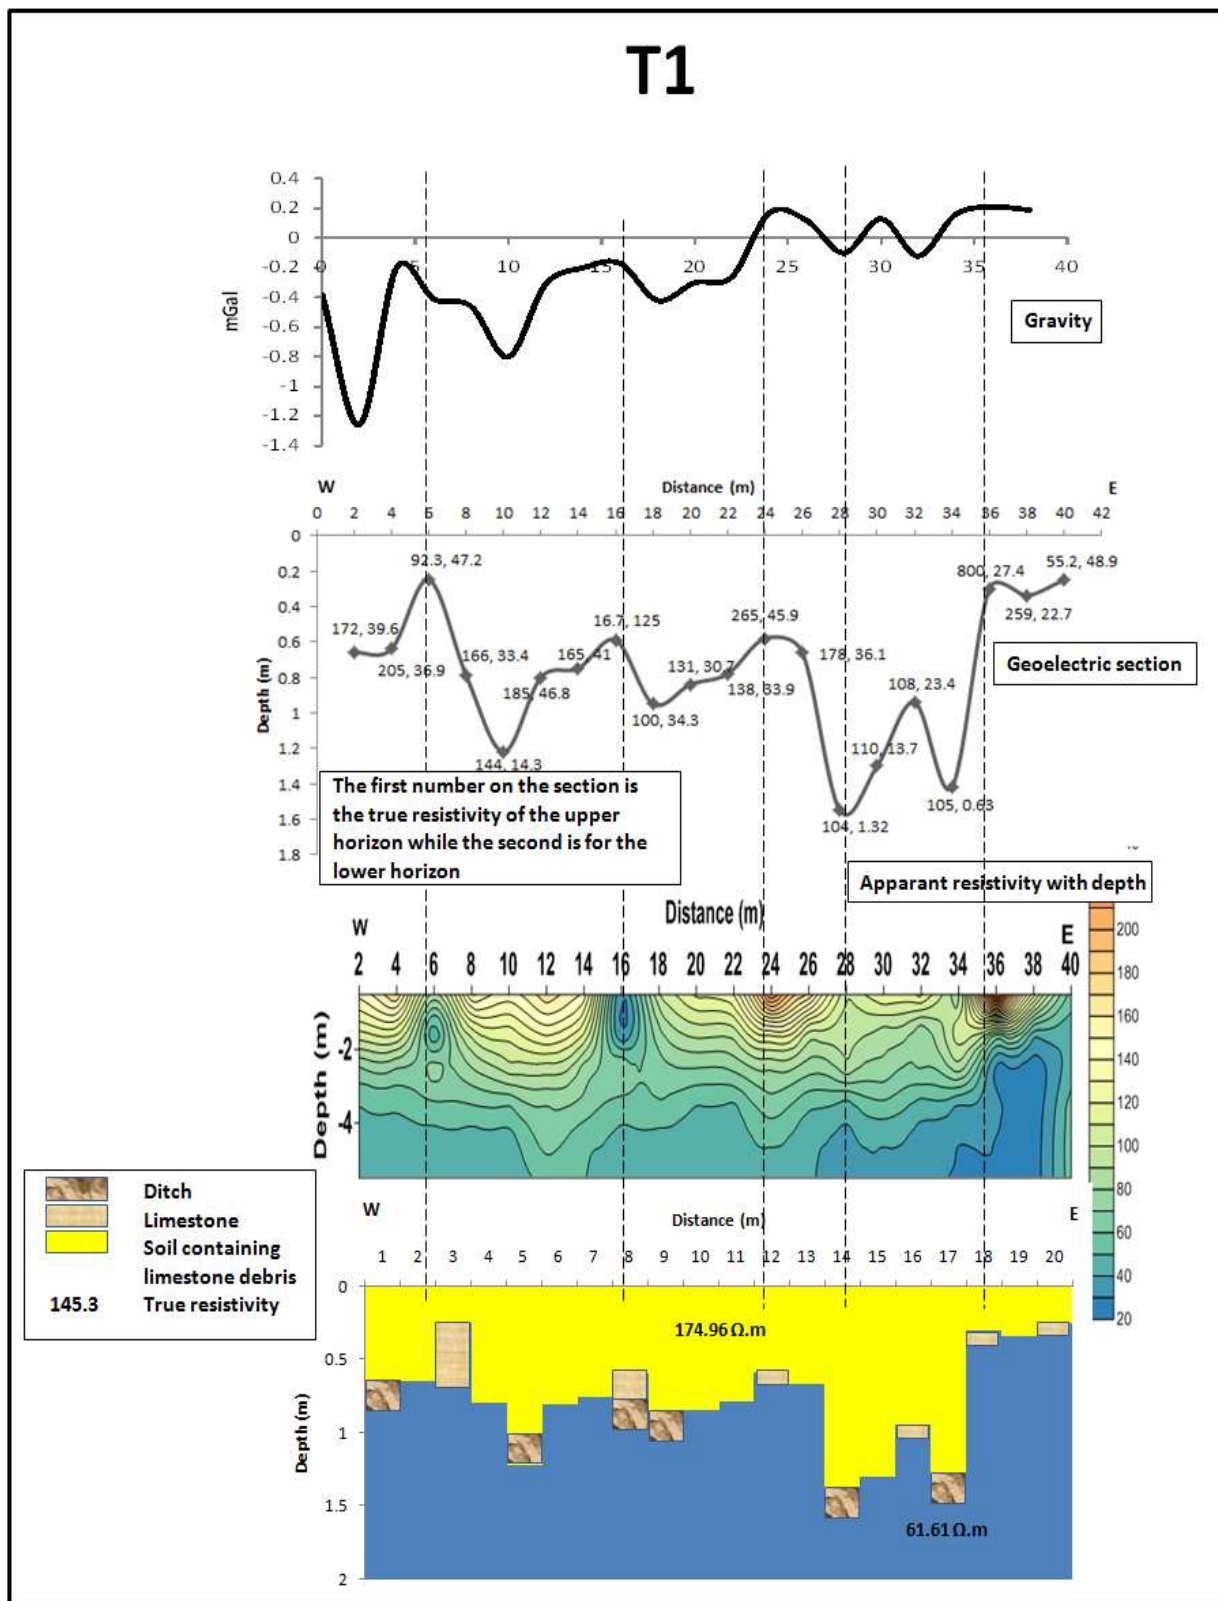 T1
0.4
0.2
0
-0.2
-0.4
-0.6
-0.8
-1
-1.2
-1.4
mGal
0 5 10 15 20 25 30 35 40
Gravity
W Distance (m) E
0 2 4 6 8 10 12 14 16 18 20 22 24 26 28 30 32 34 36 38 40 42
0
0.2
0.4
0.6
0.8
1
1.2
1.4
1.6
1.8
Depth (m)
92.3, 47.2
800, 27.4
55.2, 48.9
172, 39.6
205, 36.9
166, 33.4
144, 14.3
185, 46.8
165, 41
16.7, 125
100, 34.3
131, 30.7
138, 33.9
265, 45.9
178, 36.1
104, 1.32
110, 13.7
108, 23.4
105, 0.63
259, 22.7
Geoelectric section
The first number on the section is
the true resistivity of the upper
horizon while the second is for the
lower horizon
Apparant resistivity with depth
W Distance (m) E
2 4 6 8 10 12 14 16 18 20 22 24 26 28 30 32 34 36 38 40
Depth (m)
-2
-4
200
180
160
140
120
100
80
60
40
20
Ditch
Limestone
Soil containing
limestone debris
145.3 True resistivity
W Distance (m) E
1 2 3 4 5 6 7 8 9 10 11 12 13 14 15 16 17 18 19 20
0
0.5
1
1.5
2
Depth (m)
174.96 Ω.m
61.61 Ω.m